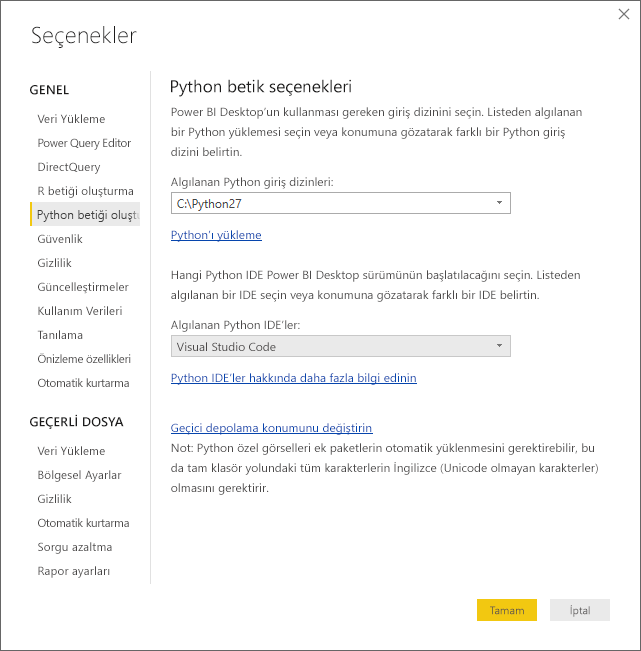 Seçenekler
GENEL
Veri Yükleme
Power Query Editor
DirectQuery
R betiği oluşturma
Python betiği oluştu
Güvenlik
Gizlilik
Güncelleştirmeler
Kullanım Verileri
Tanılama
Önizleme özellikleri
Otomatik kurtarma
GEÇERLİ DOSYA
Veri Yükleme
Bölgesel Ayarlar
Gizlilik
Otomatik kurtarma
Sorgu azaltma
Rapor ayarları
Python betik seçenekleri
Power BI Desktop'un kullanması gereken giriş dizinini seçin. Listeden algılanan
bir Python yüklemesi seçin veya konumuna gözatarak farklı bir Python giriş
dizini belirtin.
Algılanan Python giriş dizinleri:
C:\Python27
Python'ı yükleme
Hangi Python IDE Power BI Desktop sürümünün başlatılacağını seçin. Listeden
algılanan bir IDE seçin veya konumuna gözatarak farklı bir IDE belirtin.
Algılanan Python IDE'ler:
Visual Studio Code
Python IDE'ler hakkında daha fazla bilgi edinin
Geçici depolama konumunu değiştirin
Not: Python özel görselleri ek paketlerin otomatik yüklenmesini gerektirebilir, bu
da tam klasör yolundaki tüm karakterlerin İngilizce (Unicode olmayan karakterler)
olmasını gerektirir.
Tamam
İptal